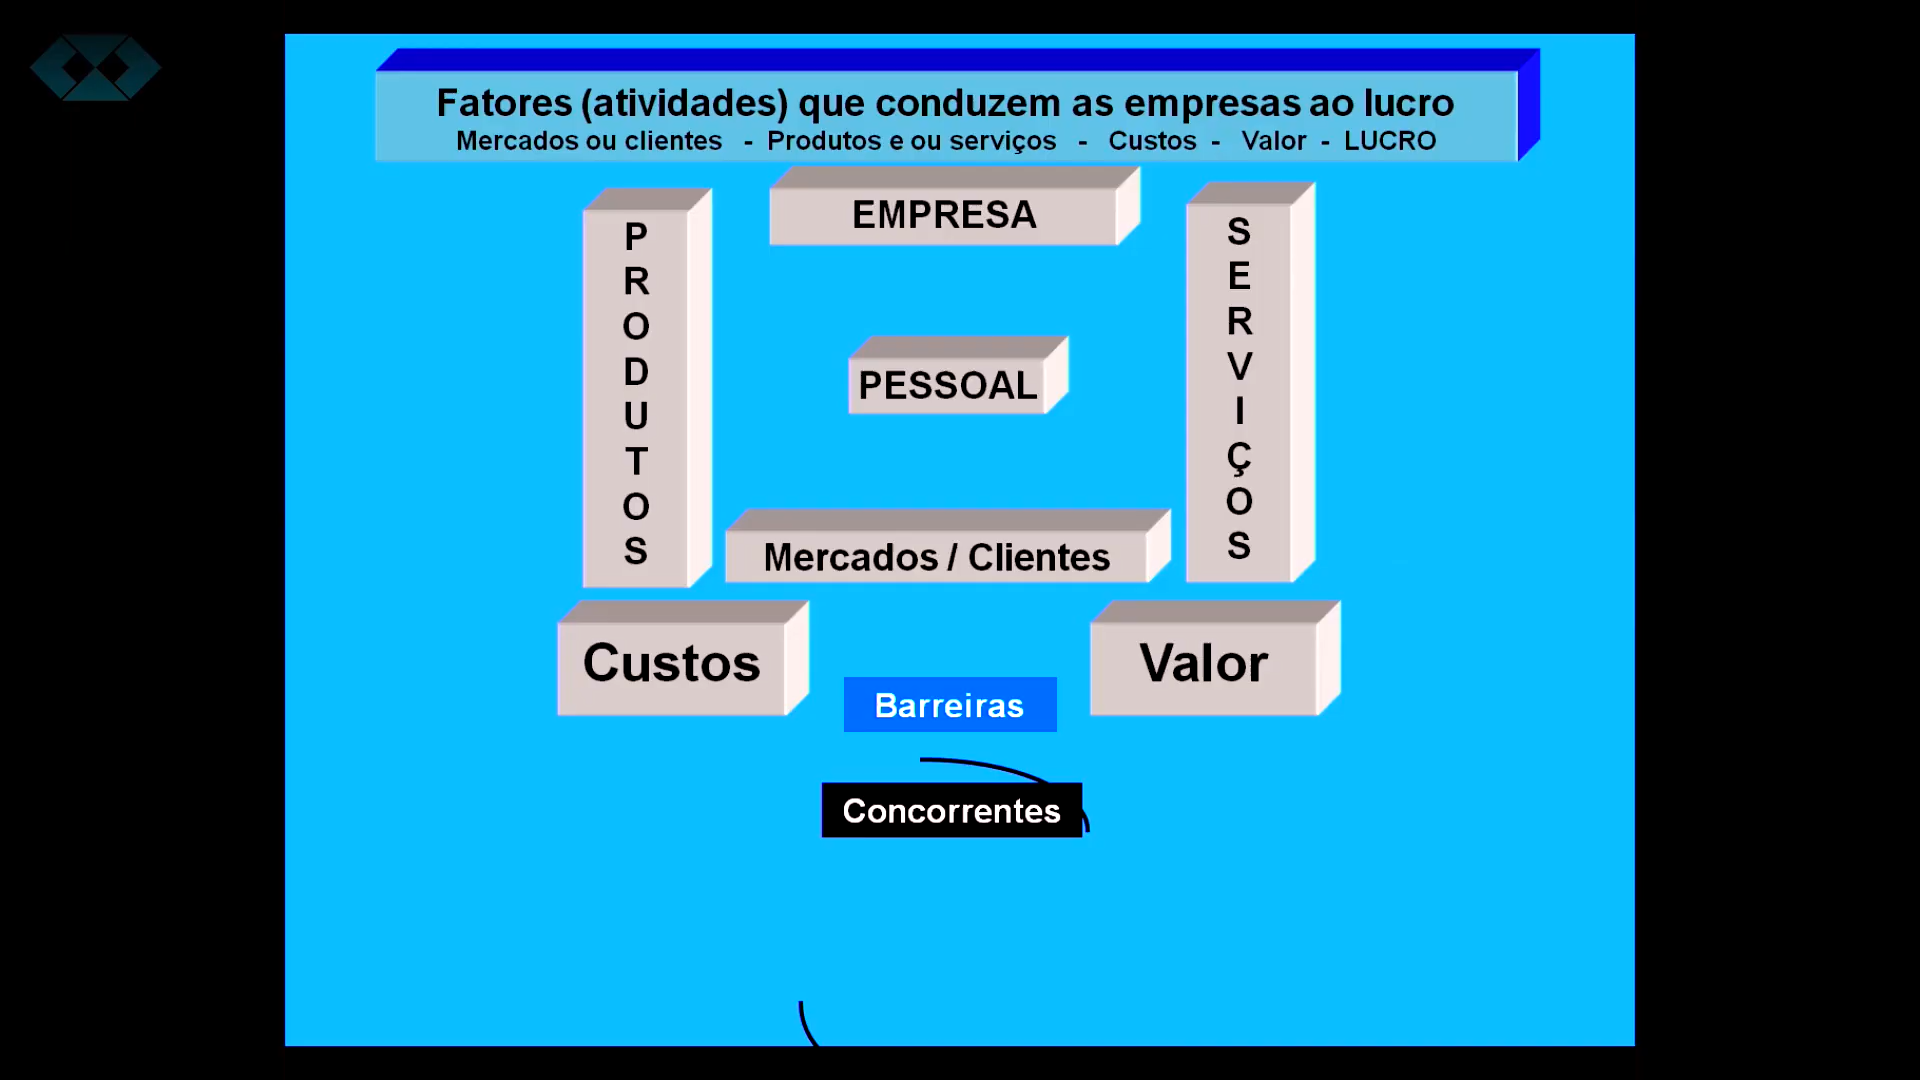 Fatores (atividades) que conduzem as empresas ao lucro
Mercados ou clientes - Produtos e ou serviços - Custos - Valor - LUCRO
EMPRESA
PRODUTOS
SERVIÇOS
PESSOAL
Mercados / Clientes
Custos
Valor
Barreiras
Concorrentes